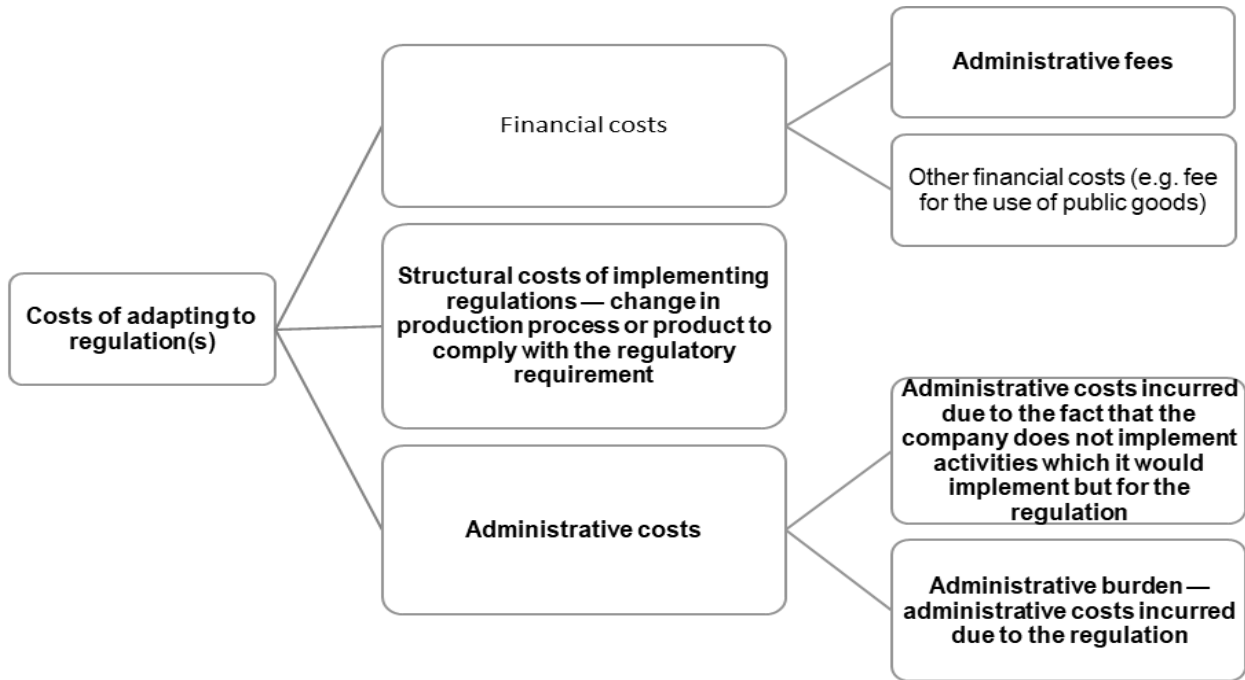 Costs of adapting to
regulation(s)
Financial costs
Administrative fees
Other financial costs (e.g. fee
for the use of public goods)
Structural costs of implementing
regulations — change in
production process or product to
comply with the regulatory
requirement
Administrative costs
Administrative costs incurred
due to the fact that the
company does not implement
activities which it would
implement but for the
regulation
Administrative burden —
administrative costs incurred
due to the regulation